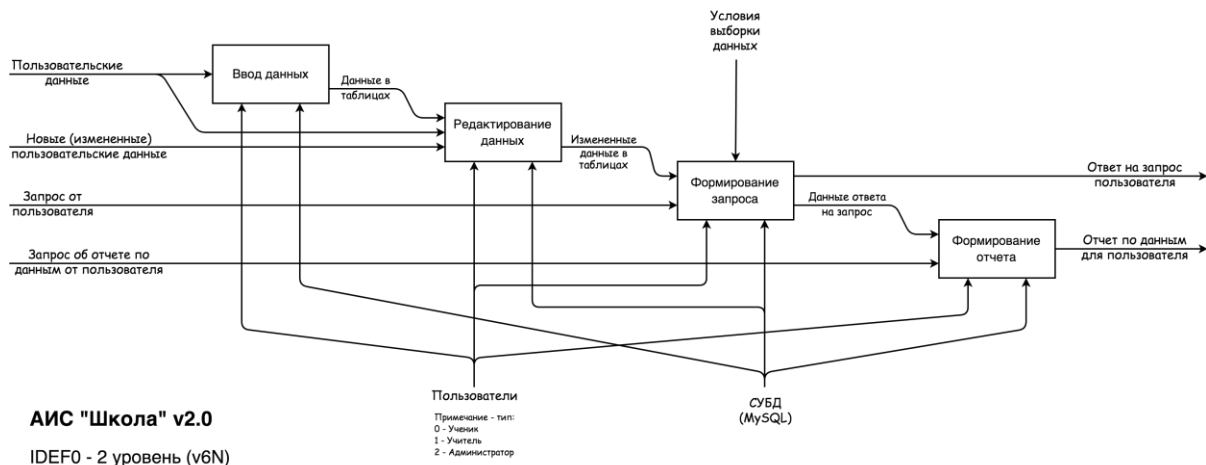 Условия
выборки
данных
Пользовательские
данные
Ввод данных
Данные в
таблицах
Новые (измененные)
пользовательские данные
Редактирование
данных
Измененные
данные в
таблицах
Запрос от
пользователя
Формирование
запроса
Ответ на запрос
пользователя
Данные ответа
на запрос
Запрос об отчете по
данным от пользователя
Формирование
отчета
Отчет по данным
для пользователя
Пользователи
Примечание - тип:
0 - Ученик
1 - Учитель
2 - Администратор
СУБД
(MySQL)
АИС "Школа" v2.0
IDEF0 - 2 уровень (v6N)